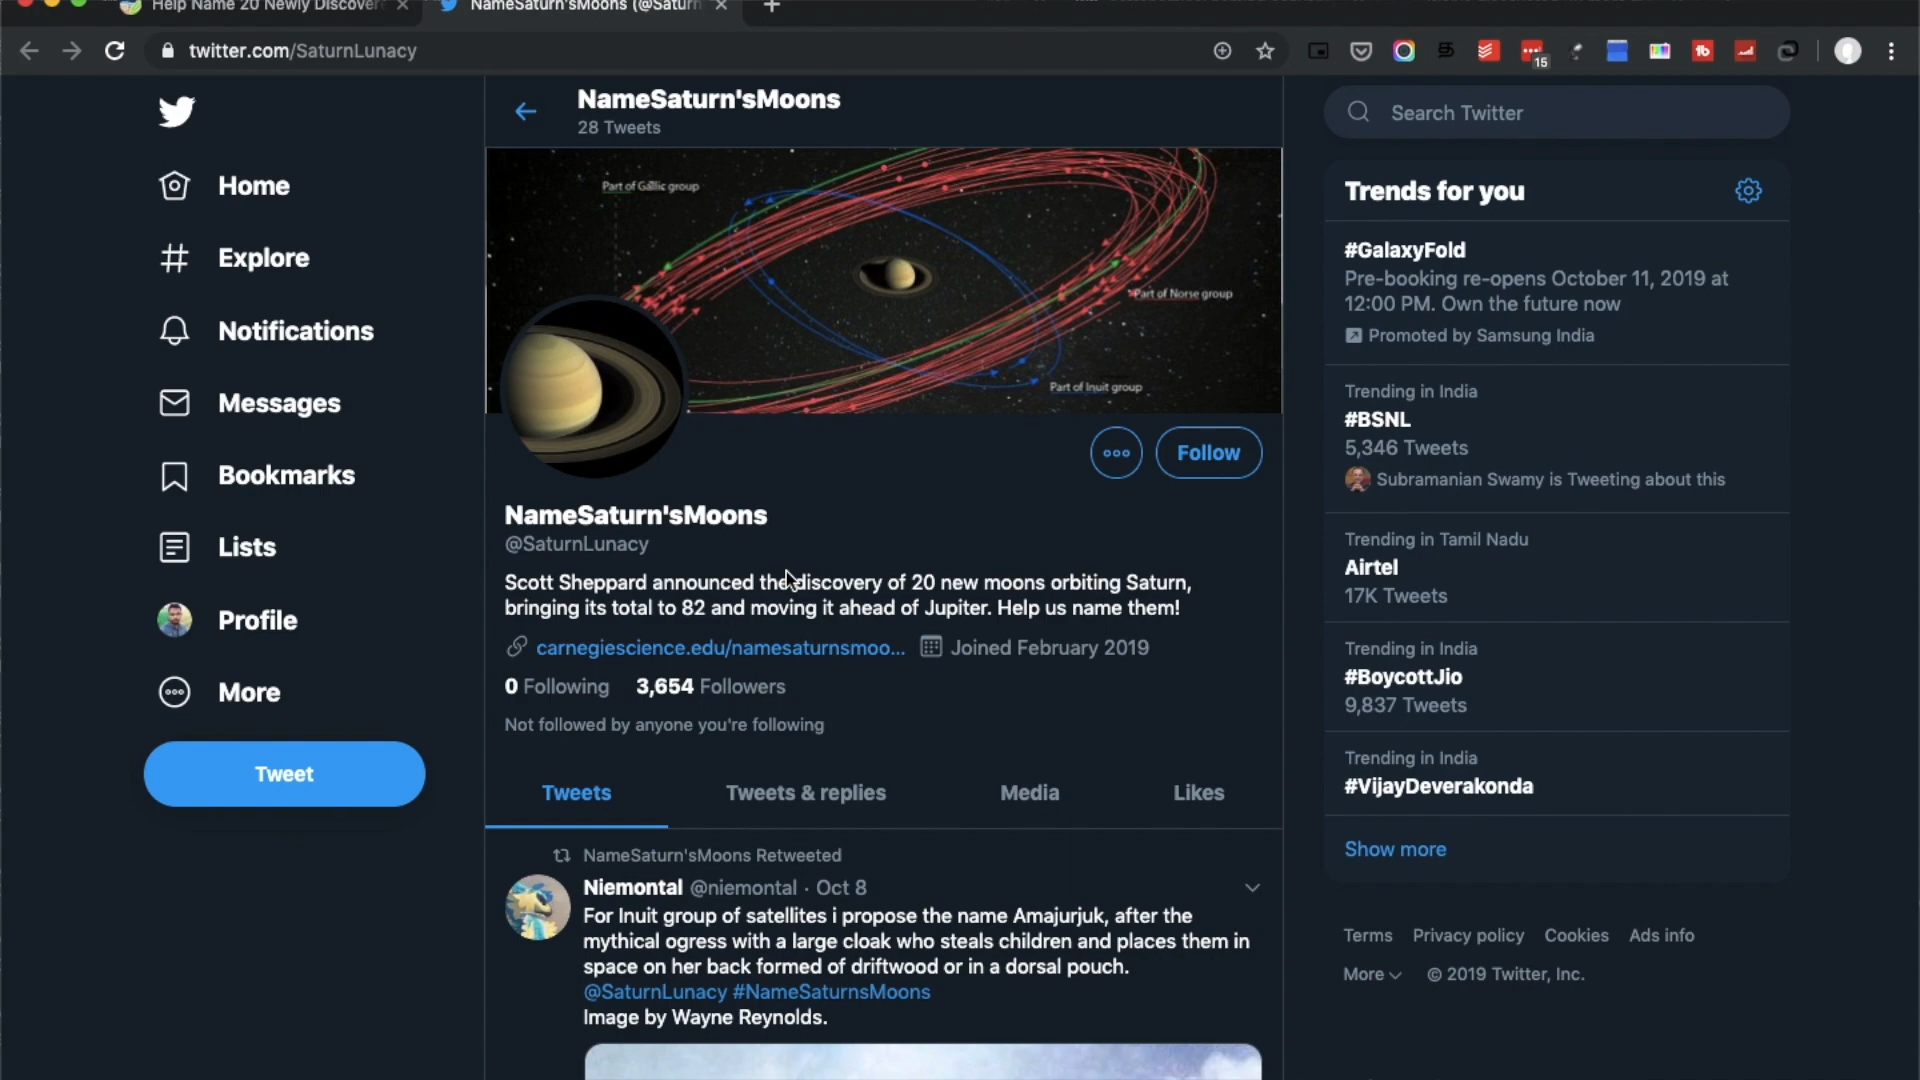 Help Name 20 Newly Discover
NameSaturn'sMoons (@Saturn
twitter.com/SaturnLunacy
15
NameSaturn'sMoons
28 Tweets
Search Twitter
Home
Explore
Notifications
Messages
Bookmarks
Lists
Profile
More
Tweet
Part of Gallic group
Part of Norse group
Part of Inuit group
Follow
NameSaturn'sMoons
@SaturnLunacy
Scott Sheppard announced the discovery of 20 new moons orbiting Saturn,
bringing its total to 82 and moving it ahead of Jupiter. Help us name them!
carnegiescience.edu/namesaturnsmoo... Joined February 2019
0 Following 3,654 Followers
Not followed by anyone you're following
Tweets Tweets & replies Media Likes
NameSaturn'sMoons Retweeted
Niemontal @niemontal · Oct 8
For Inuit group of satellites i propose the name Amajurjuk, after the
mythical ogress with a large cloak who steals children and places them in
space on her back formed of driftwood or in a dorsal pouch.
@SaturnLunacy #NameSaturnsMoons
Image by Wayne Reynolds.
Trends for you
#GalaxyFold
Pre-booking re-opens October 11, 2019 at
12:00 PM. Own the future now
Promoted by Samsung India
Trending in India
#BSNL
5,346 Tweets
Subramanian Swamy is Tweeting about this
Trending in Tamil Nadu
Airtel
17K Tweets
Trending in India
#BoycottJio
9,837 Tweets
Trending in India
#VijayDeverakonda
Show more
Terms Privacy policy Cookies Ads info
More © 2019 Twitter, Inc.